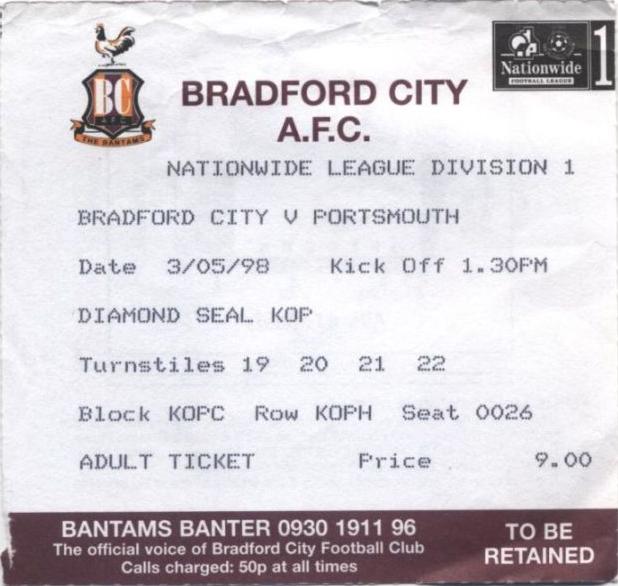 BC
A.F.C.
THE BANTAMS
BRADFORD CITY
A.F.C.
Nationwide
FOOTBALL LEAGUE
1
NATIONWIDE LEAGUE DIVISION 1
BRADFORD CITY V PORTSMOUTH
Date 3/05/98 Kick Off 1.30PM
DIAMOND SEAL KOP
Turnstiles 19 20 21 22
Block KOPC Row KOPH Seat 0026
ADULT TICKET Price 9.00
BANTAMS BANTER 0930 1911 96
The official voice of Bradford City Football Club
Calls charged: 50p at all times
TO BE
RETAINED